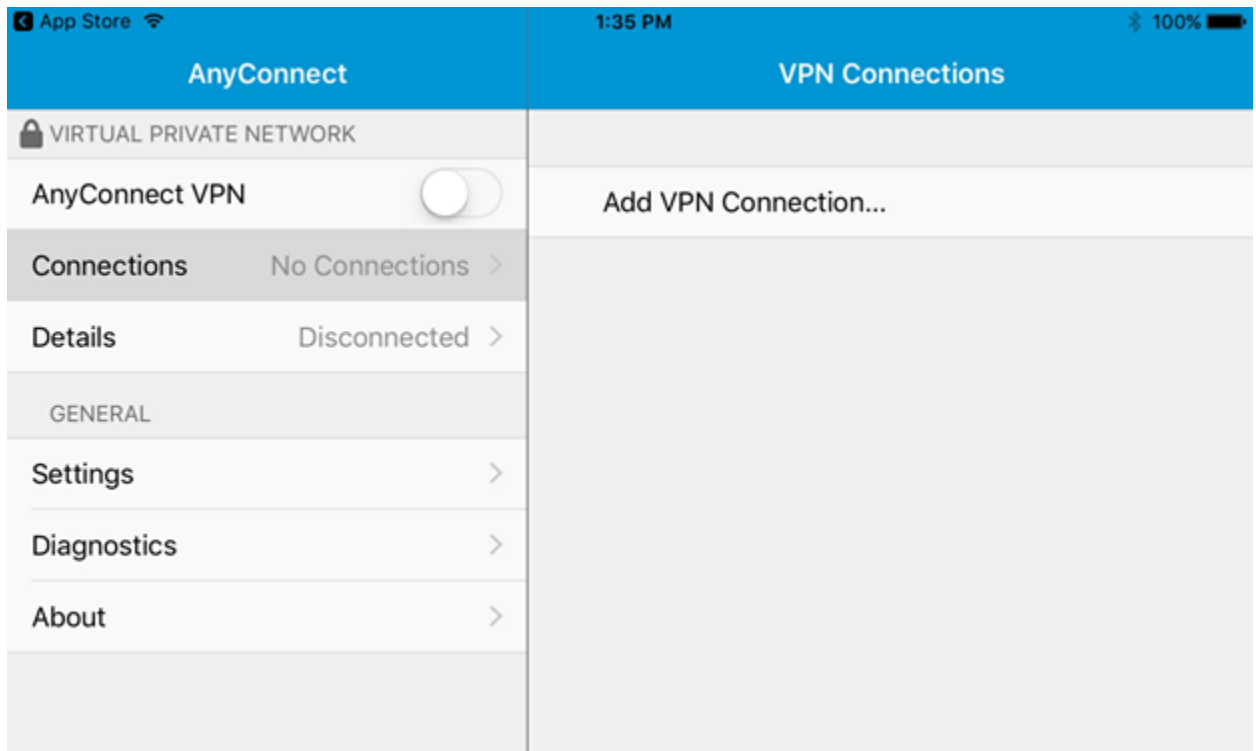 App Store
1:35 PM
100%
AnyConnect
VPN Connections
VIRTUAL PRIVATE NETWORK
AnyConnect VPN
Add VPN Connection...
Connections No Connections
Details Disconnected
GENERAL
Settings
Diagnostics
About